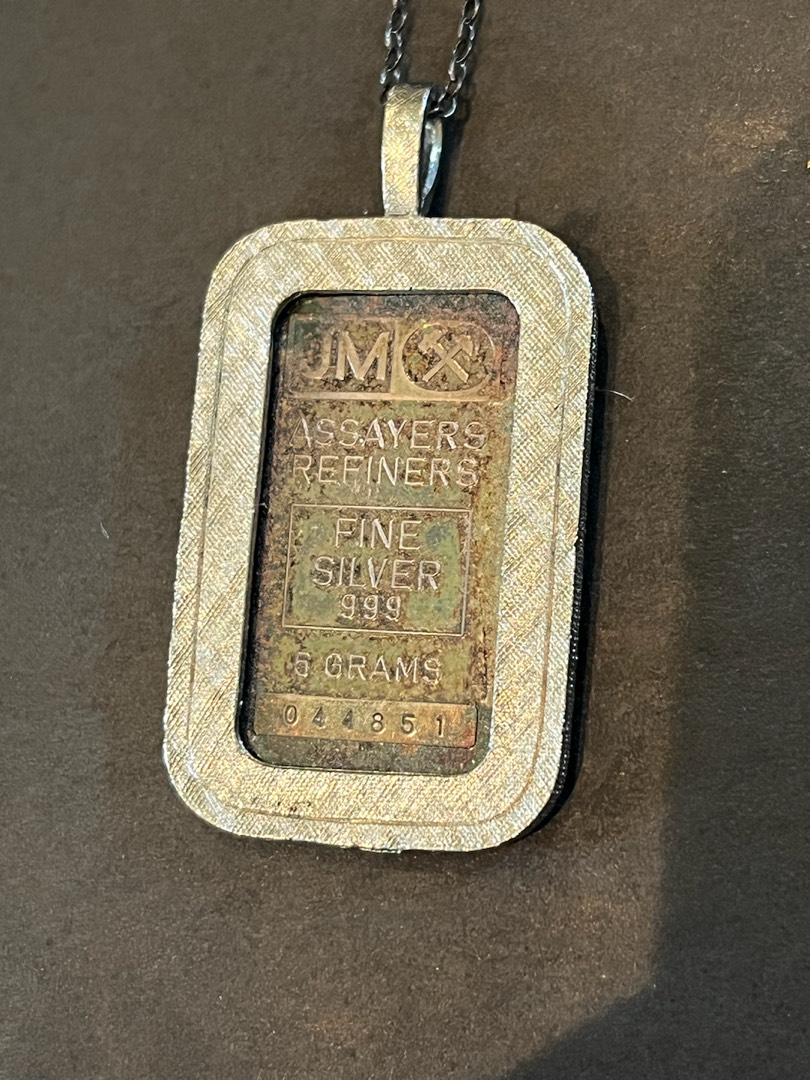 JM
ASSAYERS
REFINERS
FINE
SILVER
999
5 GRAMS
044851